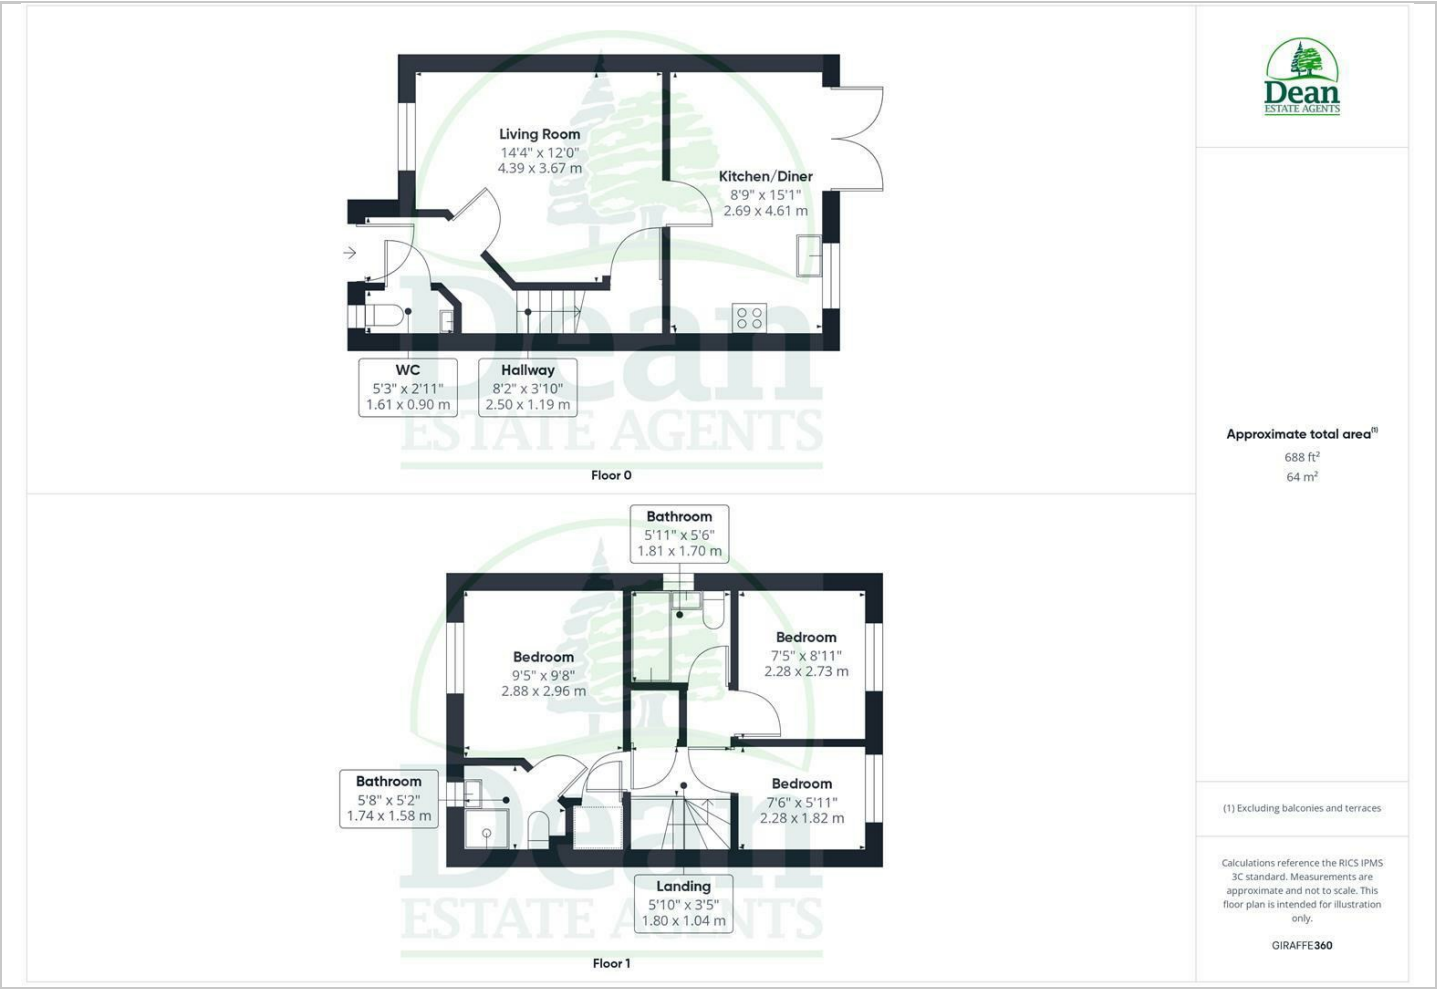 Living Room
14'4" x 12'0"
4.39 x 3.67 m
Kitchen/Diner
8'9" x 15'1"
2.69 x 4.61 m
WC
5'3" x 2'11"
1.61 x 0.90 m
Hallway
8'2" x 3'10"
2.50 x 1.19 m
Dean
ESTATE AGENTS
Floor 0
Bathroom
5'11" x 5'6"
1.81 x 1.70 m
Bedroom
9'5" x 9'8"
2.88 x 2.96 m
Bedroom
7'5" x 8'11"
2.28 x 2.73 m
Bathroom
5'8" x 5'2"
1.74 x 1.58 m
Bedroom
7'6" x 5'11"
2.28 x 1.82 m
Landing
5'10" x 3'5"
1.80 x 1.04 m
Dean
ESTATE AGENTS
Floor 1
Dean
ESTATE AGENTS
Approximate total area(1)
688 ft²
64 m²
(1) Excluding balconies and terraces
Calculations reference the RICS IPMS
3C standard. Measurements are
approximate and not to scale. This
floor plan is intended for illustration
only.
GIRAFFE360